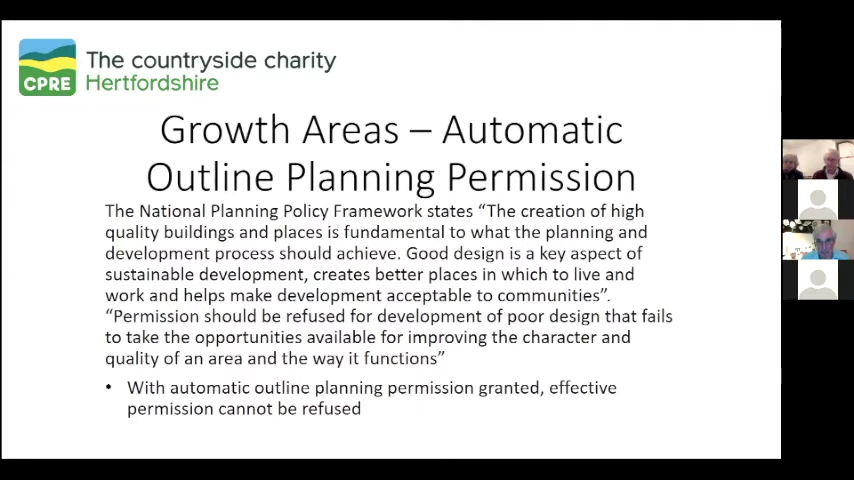 The countryside charity
CPRE
Hertfordshire
Growth Areas – Automatic
Outline Planning Permission
The National Planning Policy Framework states “The creation of high
quality buildings and places is fundamental to what the planning and
development process should achieve. Good design is a key aspect of
sustainable development, creates better places in which to live and
work and helps make development acceptable to communities”.
“Permission should be refused for development of poor design that fails
to take the opportunities available for improving the character and
quality of an area and the way it functions”
• With automatic outline planning permission granted, effective
permission cannot be refused